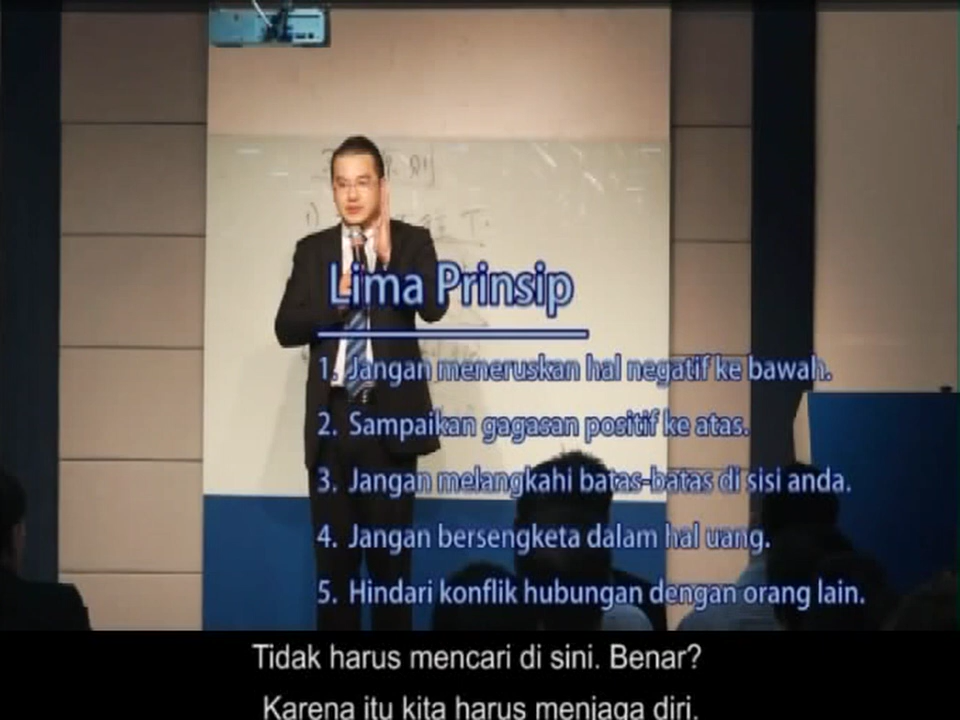 Lima Prinsip
1. Jangan meneruskan hal negatif ke bawah.
2. Sampaikan gagasan positif ke atas.
3. Jangan melangkahi batas-batas di sisi anda.
4. Jangan bersengketa dalam hal uang.
5. Hindari konflik hubungan dengan orang lain.
Tidak harus mencari di sini. Benar?
Karena itu kita harus menjaga diri.